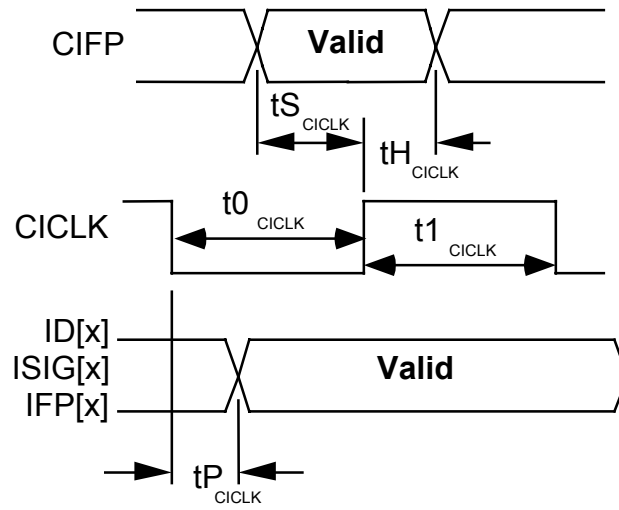 CIFP
Valid
tS CICLK
tH CICLK
CICLK
t0 CICLK
t1 CICLK
ID[x]
ISIG[x]
IFP[x]
Valid
tP CICLK